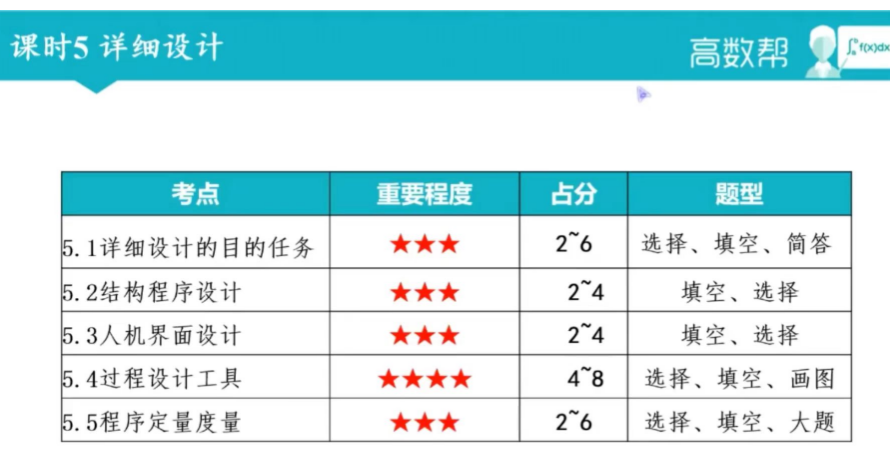 课时5 详细设计
高数帮
∫f(x)dx
考点 重要程度 占分 题型
5.1详细设计的目的任务 ★★★ 2~6 选择、填空、简答
5.2结构程序设计 ★★★ 2~4 填空、选择
5.3人机界面设计 ★★★ 2~4 填空、选择
5.4过程设计工具 ★★★★ 4~8 选择、填空、画图
5.5程序定量度量 ★★★ 2~6 选择、填空、大题